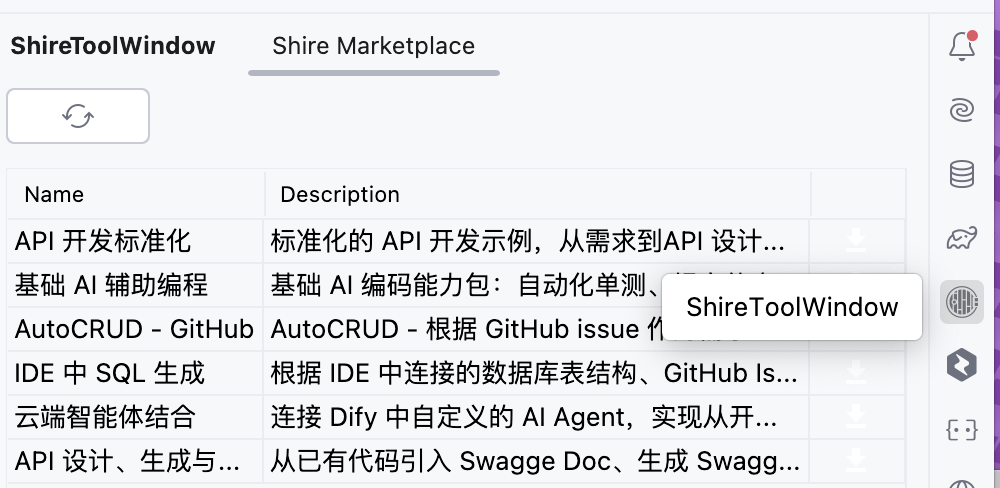 ShireToolWindow Shire Marketplace
Name Description
API 开发标准化 标准化的 API 开发示例，从需求到API 设计...
基础 AI 辅助编程 基础 AI 编码能力包：自动化单测、
AutoCRUD - GitHub AutoCRUD - 根据 GitHub issue
ShireToolWindow
IDE 中 SQL 生成 根据 IDE 中连接的数据库表结构、GitHub Is...
云端智能体结合 连接 Dify 中自定义的 AI Agent，实现从开...
API 设计、生成与... 从已有代码引入 Swagge Doc、生成 Swagg...